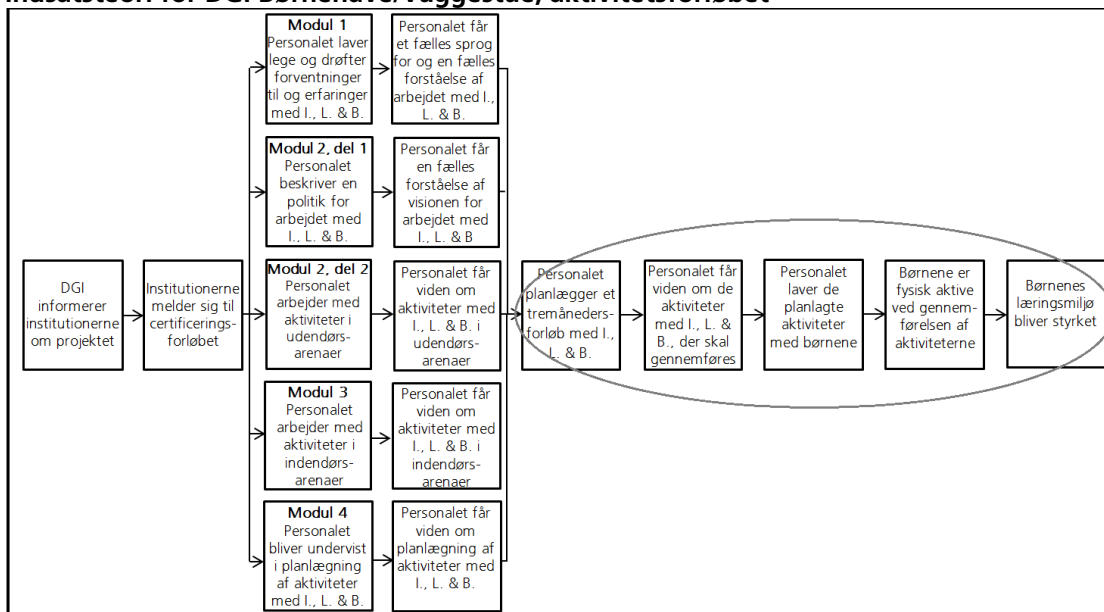 Indsatsteori for DGI Børnehave/Vuggestue, aktivitetsforløbet
Modul 1
Personalet laver
lege og drøfter
forventninger
til og erfaringer
med I., L. & B.
Personalet får
et fælles sprog
for og en fælles
forståelse af
arbejdet med I.,
L. & B.
Modul 2, del 1
Personalet
beskriver en
politik for
arbejdet med
I., L. & B.
Personalet får
en fælles
forståelse af
visionen for
arbejdet med
I., L. & B
DGI
informerer
institutionerne
om projektet
Institutionerne
melder sig til
certificerings-
forløbet
Modul 2, del 2
Personalet
arbejder med
aktiviteter i
udendørs-
arenaer
Personalet får
viden om
aktiviteter med
I., L. & B. i
udendørs-
arenaer
Personalet
planlægger et
tremåneders-
forløb med I.,
L. & B.
Personalet får
viden om de
aktiviteter
med I., L. &
B., der skal
gennemføres
Personalet
laver de
planlagte
aktiviteter
med børnene
Børnene er
fysisk aktive
ved gennem-
førelsen af
aktiviteterne
Børnenes
læringsmiljø
bliver styrket
Modul 3
Personalet
arbejder med
aktiviteter i
indendørs-
arenaer
Personalet får
viden om
aktiviteter med
I., L. & B. i
indendørs-
arenaer
Modul 4
Personalet
bliver undervist
i planlægning
af aktiviteter
med I., L. & B.
Personalet får
viden om
planlægning af
aktiviteter med
I., L. & B.